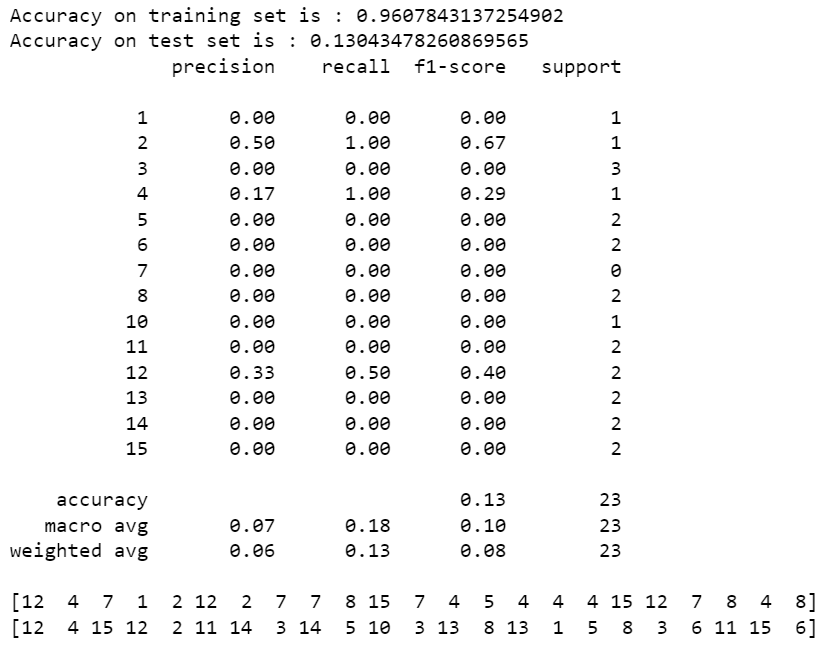 Accuracy on training set is : 0.9607843137254902
Accuracy on test set is : 0.13043478260869565
precision recall f1-score support
1 0.00 0.00 0.00 1
2 0.50 1.00 0.67 1
3 0.00 0.00 0.00 3
4 0.17 1.00 0.29 1
5 0.00 0.00 0.00 2
6 0.00 0.00 0.00 2
7 0.00 0.00 0.00 0
8 0.00 0.00 0.00 2
10 0.00 0.00 0.00 1
11 0.00 0.00 0.00 2
12 0.33 0.50 0.40 2
13 0.00 0.00 0.00 2
14 0.00 0.00 0.00 2
15 0.00 0.00 0.00 2
accuracy 0.13 23
macro avg 0.07 0.18 0.10 23
weighted avg 0.06 0.13 0.08 23
[12 4 7 1 2 12 2 7 7 8 15 7 4 5 4 4 4 15 12 7 8 4 8]
[12 4 15 12 2 11 14 3 14 5 10 3 13 8 13 1 5 8 3 6 11 15 6]